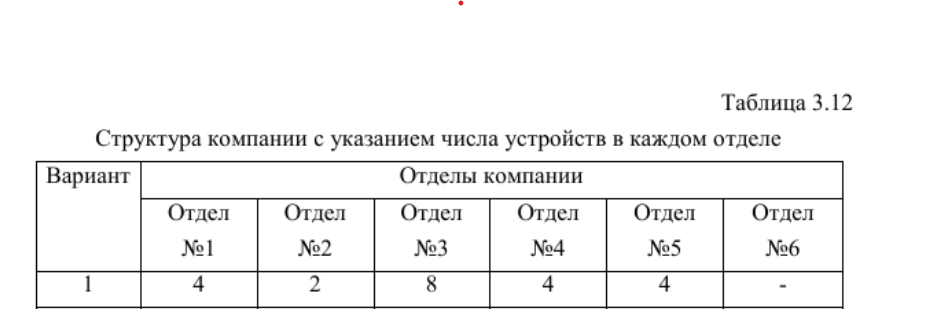 Таблица 3.12
Структура компании с указанием числа устройств в каждом отделе
Вариант Отделы компании
Отдел №1 Отдел №2 Отдел №3 Отдел №4 Отдел №5 Отдел №6
1 4 2 8 4 4 -